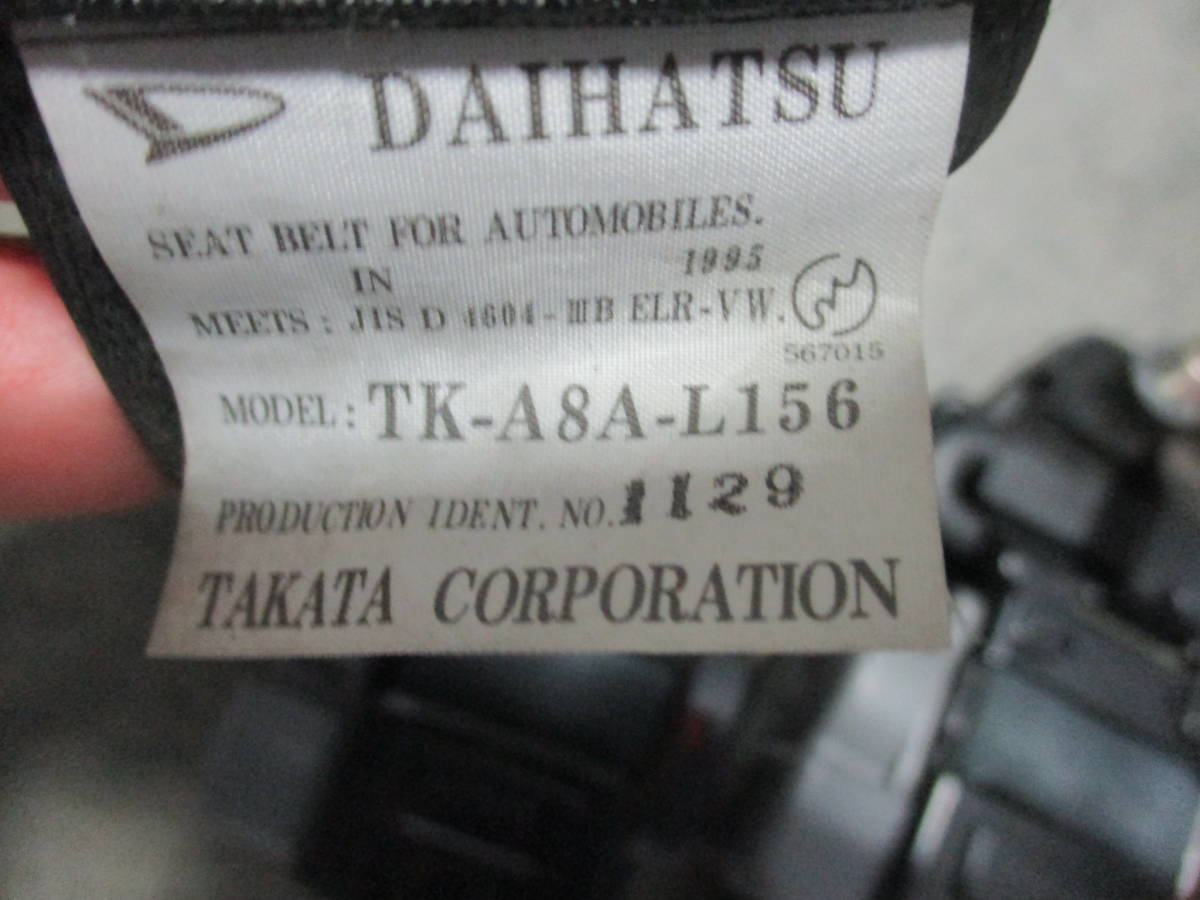 DAIHATSU
SEAT BELT FOR AUTOMOBILES.
IN 1995
MEETS : JIS D 4604-ⅢB ELR-VW.
567015
MODEL : TK-A8A-L156
PRODUCTION IDENT. NO. 1129
TAKATA CORPORATION